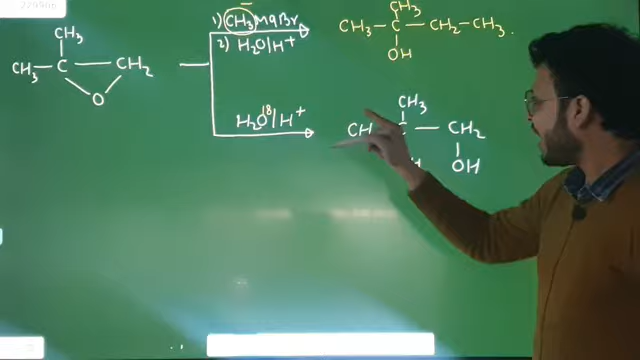 1) CH₃MgBr
2) H₂O/H⁺
CH₃
CH₃—C—CH₂
O
H₂O¹⁸/H⁺
CH₃
CH₃—C—CH₂—CH₃.
OH
CH₃
CH C—CH₂
H OH